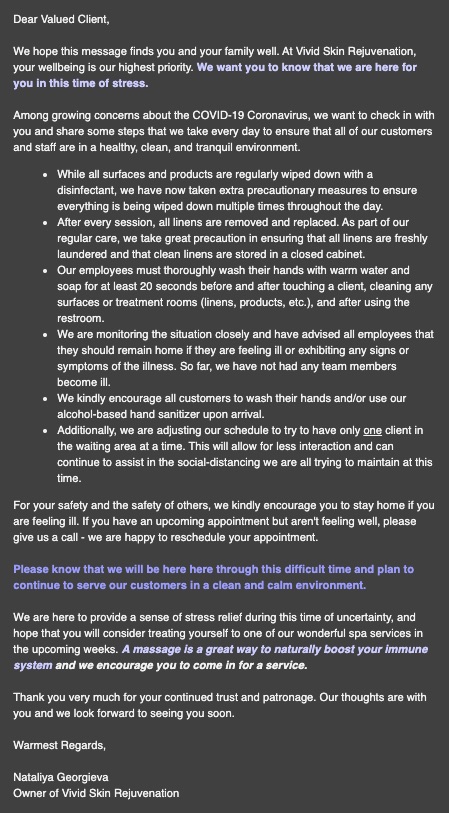 Dear Valued Client,
We hope this message finds you and your family well. At Vivid Skin Rejuvenation,
your wellbeing is our highest priority. We want you to know that we are here for
you in this time of stress.
Among growing concerns about the COVID-19 Coronavirus, we want to check in with
you and share some steps that we take every day to ensure that all of our customers
and staff are in a healthy, clean, and tranquil environment.
• While all surfaces and products are regularly wiped down with a
disinfectant, we have now taken extra precautionary measures to ensure
everything is being wiped down multiple times throughout the day.
• After every session, all linens are removed and replaced. As part of our
regular care, we take great precaution in ensuring that all linens are freshly
laundered and that clean linens are stored in a closed cabinet.
• Our employees must thoroughly wash their hands with warm water and
soap for at least 20 seconds before and after touching a client, cleaning any
surfaces or treatment rooms (linens, products, etc.), and after using the
restroom.
• We are monitoring the situation closely and have advised all employees that
they should remain home if they are feeling ill or exhibiting any signs or
symptoms of the illness. So far, we have not had any team members
become ill.
• We kindly encourage all customers to wash their hands and/or use our
alcohol-based hand sanitizer upon arrival.
• Additionally, we are adjusting our schedule to try to have only one client in
the waiting area at a time. This will allow for less interaction and can
continue to assist in the social-distancing we are all trying to maintain at this
time.
For your safety and the safety of others, we kindly encourage you to stay home if you
are feeling ill. If you have an upcoming appointment but aren't feeling well, please
give us a call - we are happy to reschedule your appointment.
Please know that we will be here here through this difficult time and plan to
continue to serve our customers in a clean and calm environment.
We are here to provide a sense of stress relief during this time of uncertainty, and
hope that you will consider treating yourself to one of our wonderful spa services in
the upcoming weeks. A massage is a great way to naturally boost your immune
system and we encourage you to come in for a service.
Thank you very much for your continued trust and patronage. Our thoughts are with
you and we look forward to seeing you soon.
Warmest Regards,
Nataliya Georgieva
Owner of Vivid Skin Rejuvenation